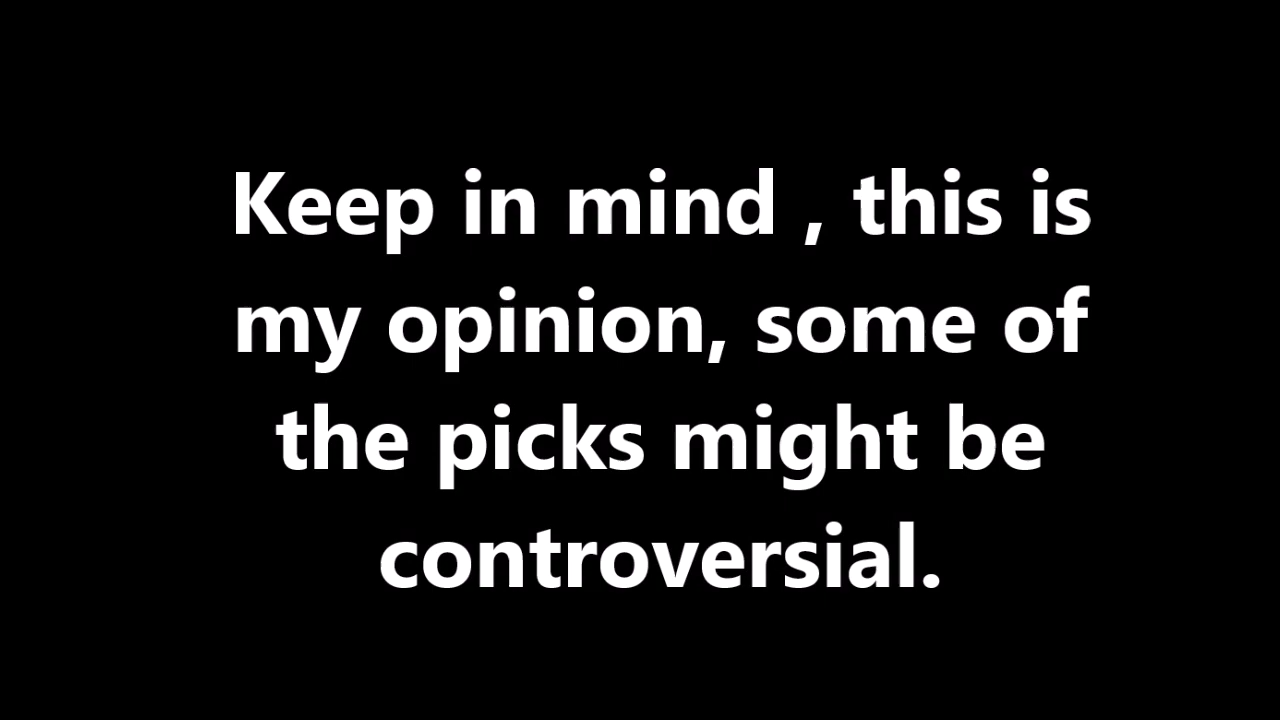 Keep in mind , this is
my opinion, some of
the picks might be
controversial.